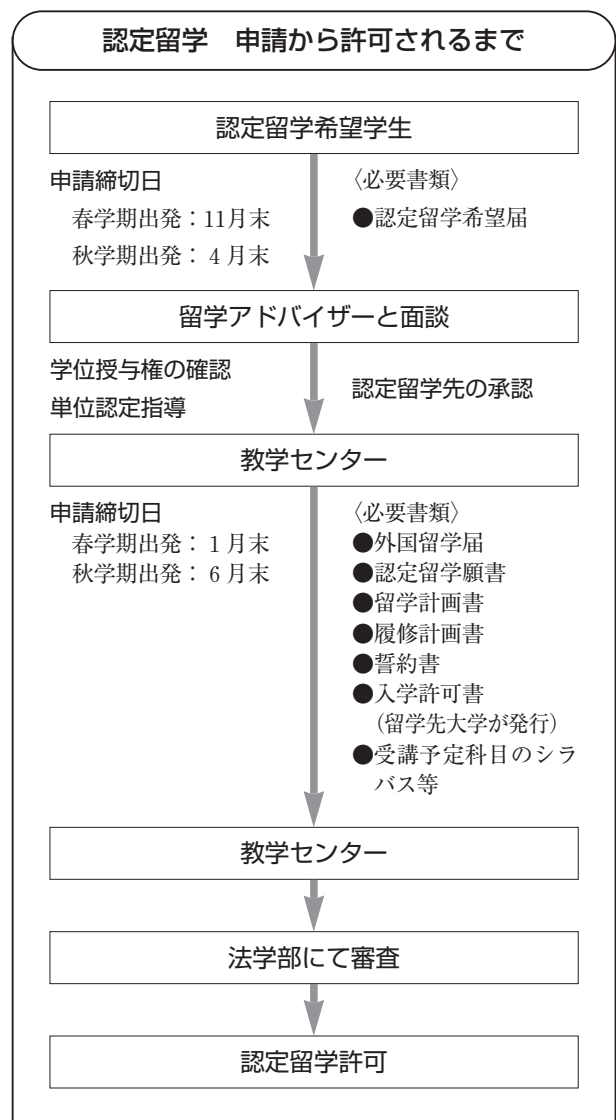 認定留学　申請から許可されるまで
認定留学希望学生
申請締切日
春学期出発：11月末
秋学期出発：4月末
〈必要書類〉
●認定留学希望届
留学アドバイザーと面談
学位授与権の確認
単位認定指導
認定留学先の承認
教学センター
申請締切日
春学期出発：1月末
秋学期出発：6月末
〈必要書類〉
●外国留学届
●認定留学願書
●留学計画書
●履修計画書
●誓約書
●入学許可書
（留学先大学が発行）
●受講予定科目のシラ
バス等
教学センター
法学部にて審査
認定留学許可